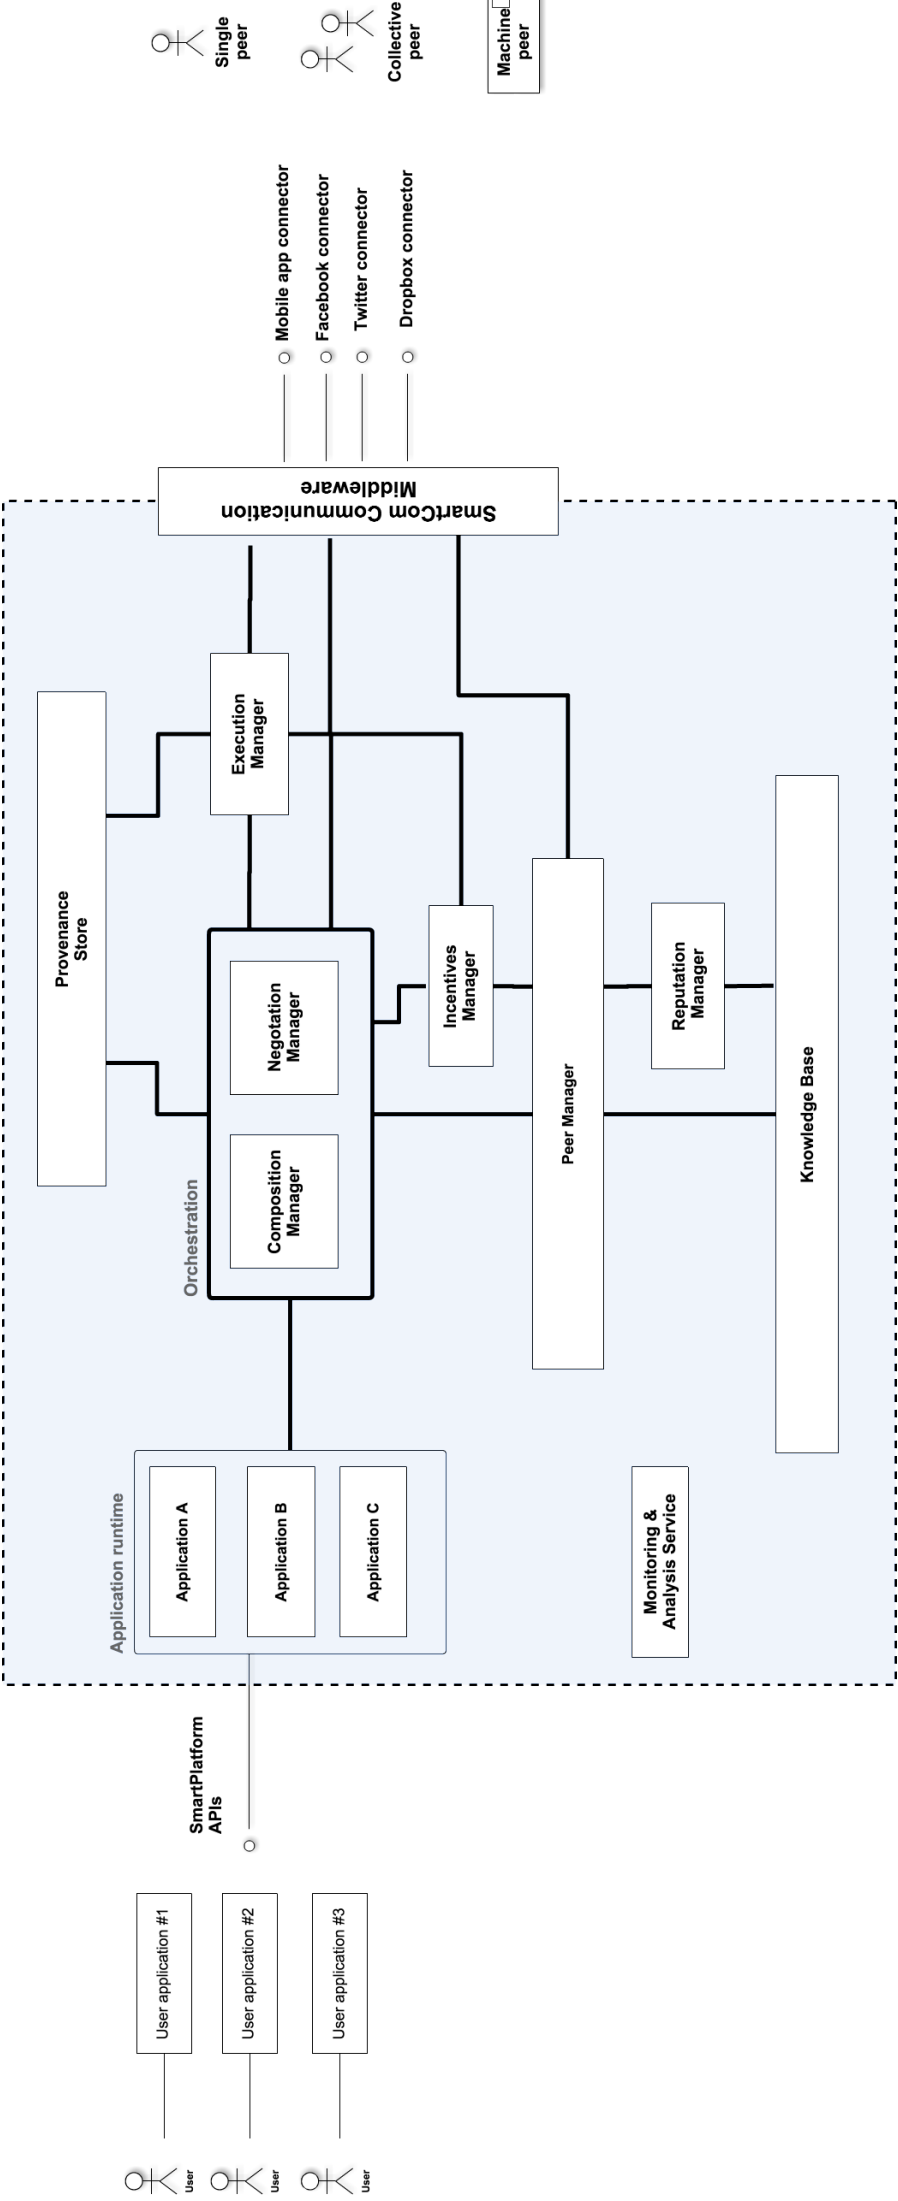 User
User
User
User application #1
User application #2
User application #3
SmartPlatform
APIs
Application runtime
Application A
Application B
Application C
Monitoring &
Analysis Service
Provenance
Store
Orchestration
Composition
Manager
Negotation
Manager
Execution
Manager
Incentives
Manager
Peer Manager
Reputation
Manager
Knowledge Base
SmartCom Communication
Middleware
Mobile app connector
Facebook connector
Twitter connector
Dropbox connector
Single
peer
Collective
peer
Machine
peer